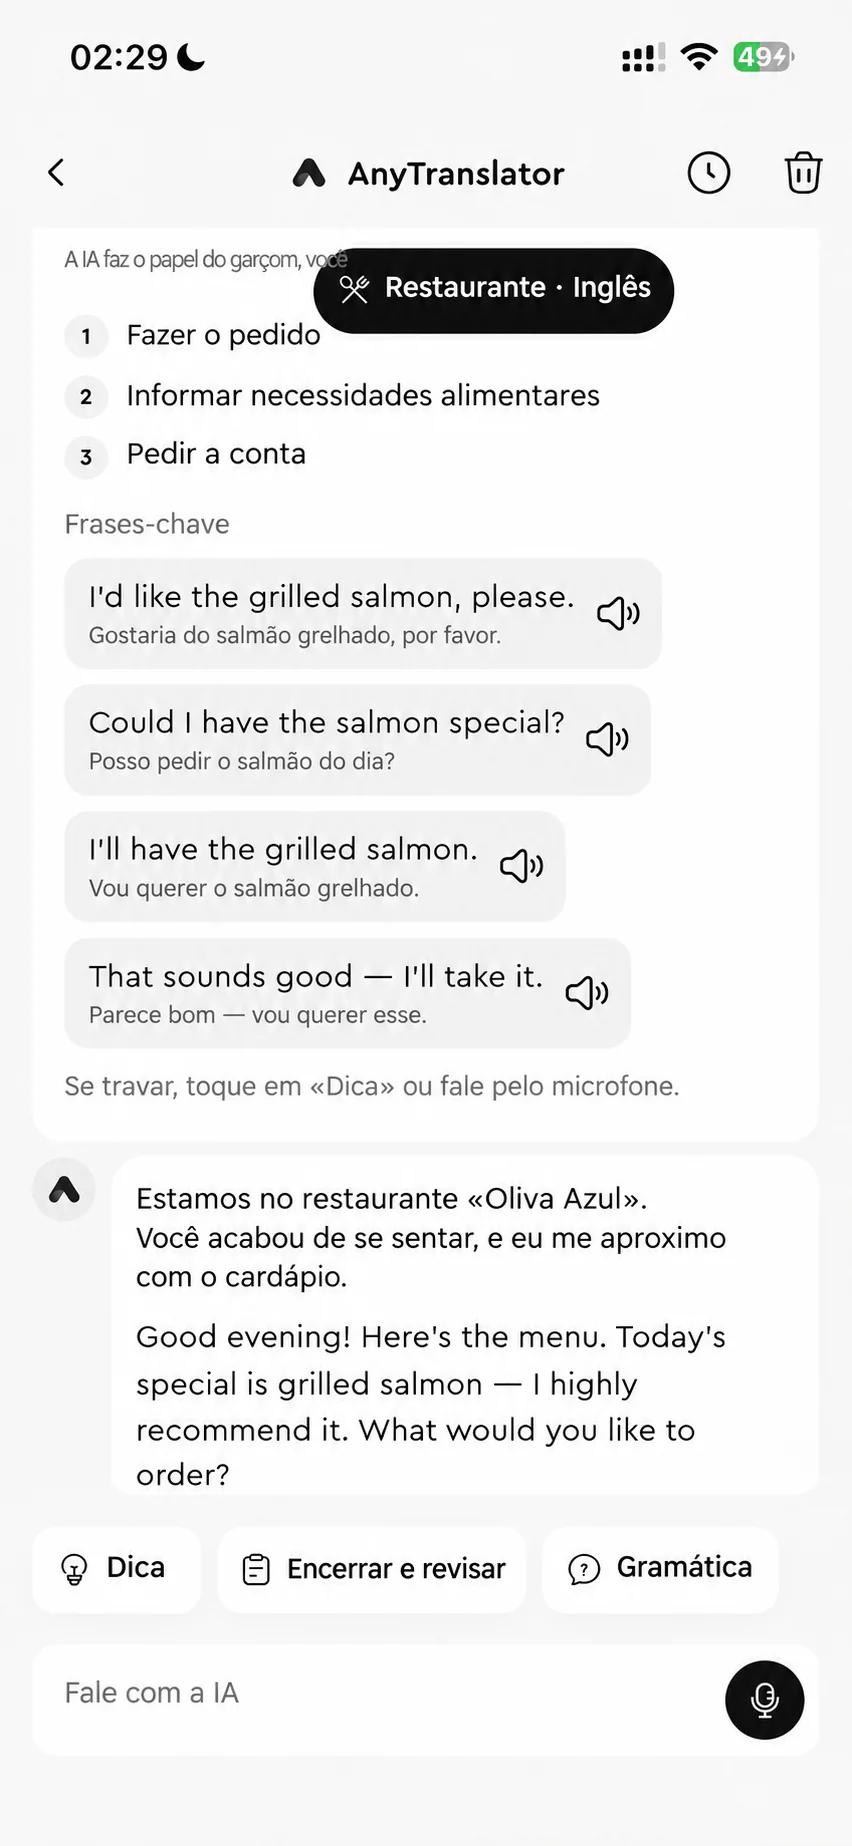 02:29
49
AnyTranslator
A IA faz o papel do garçom, você
Restaurante · Inglês
1 Fazer o pedido
2 Informar necessidades alimentares
3 Pedir a conta
Frases-chave
I'd like the grilled salmon, please.
Gostaria do salmão grelhado, por favor.
Could I have the salmon special?
Posso pedir o salmão do dia?
I'll have the grilled salmon.
Vou querer o salmão grelhado.
That sounds good — I'll take it.
Parece bom — vou querer esse.
Se travar, toque em «Dica» ou fale pelo microfone.
Estamos no restaurante «Oliva Azul».
Você acabou de se sentar, e eu me aproximo
com o cardápio.
Good evening! Here's the menu. Today's
special is grilled salmon — I highly
recommend it. What would you like to
order?
Dica
Encerrar e revisar
Gramática
Fale com a IA